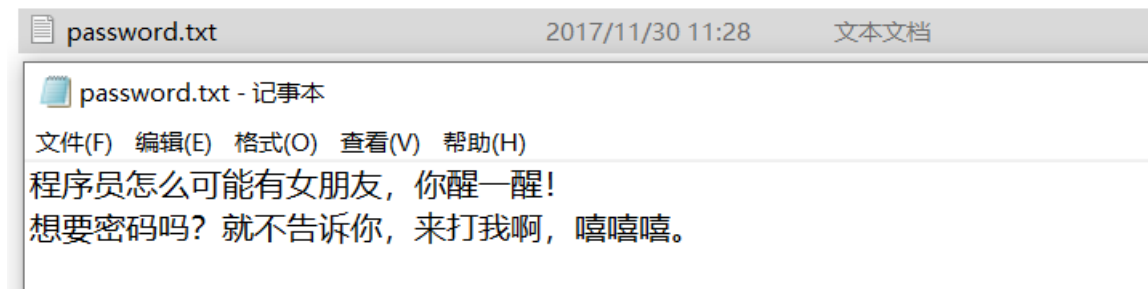 password.txt 2017/11/30 11:28 文本文档
password.txt - 记事本
文件(F) 编辑(E) 格式(O) 查看(V) 帮助(H)
程序员怎么可能有女朋友，你醒一醒！
想要密码吗？就不告诉你，来打我啊，嘻嘻嘻。